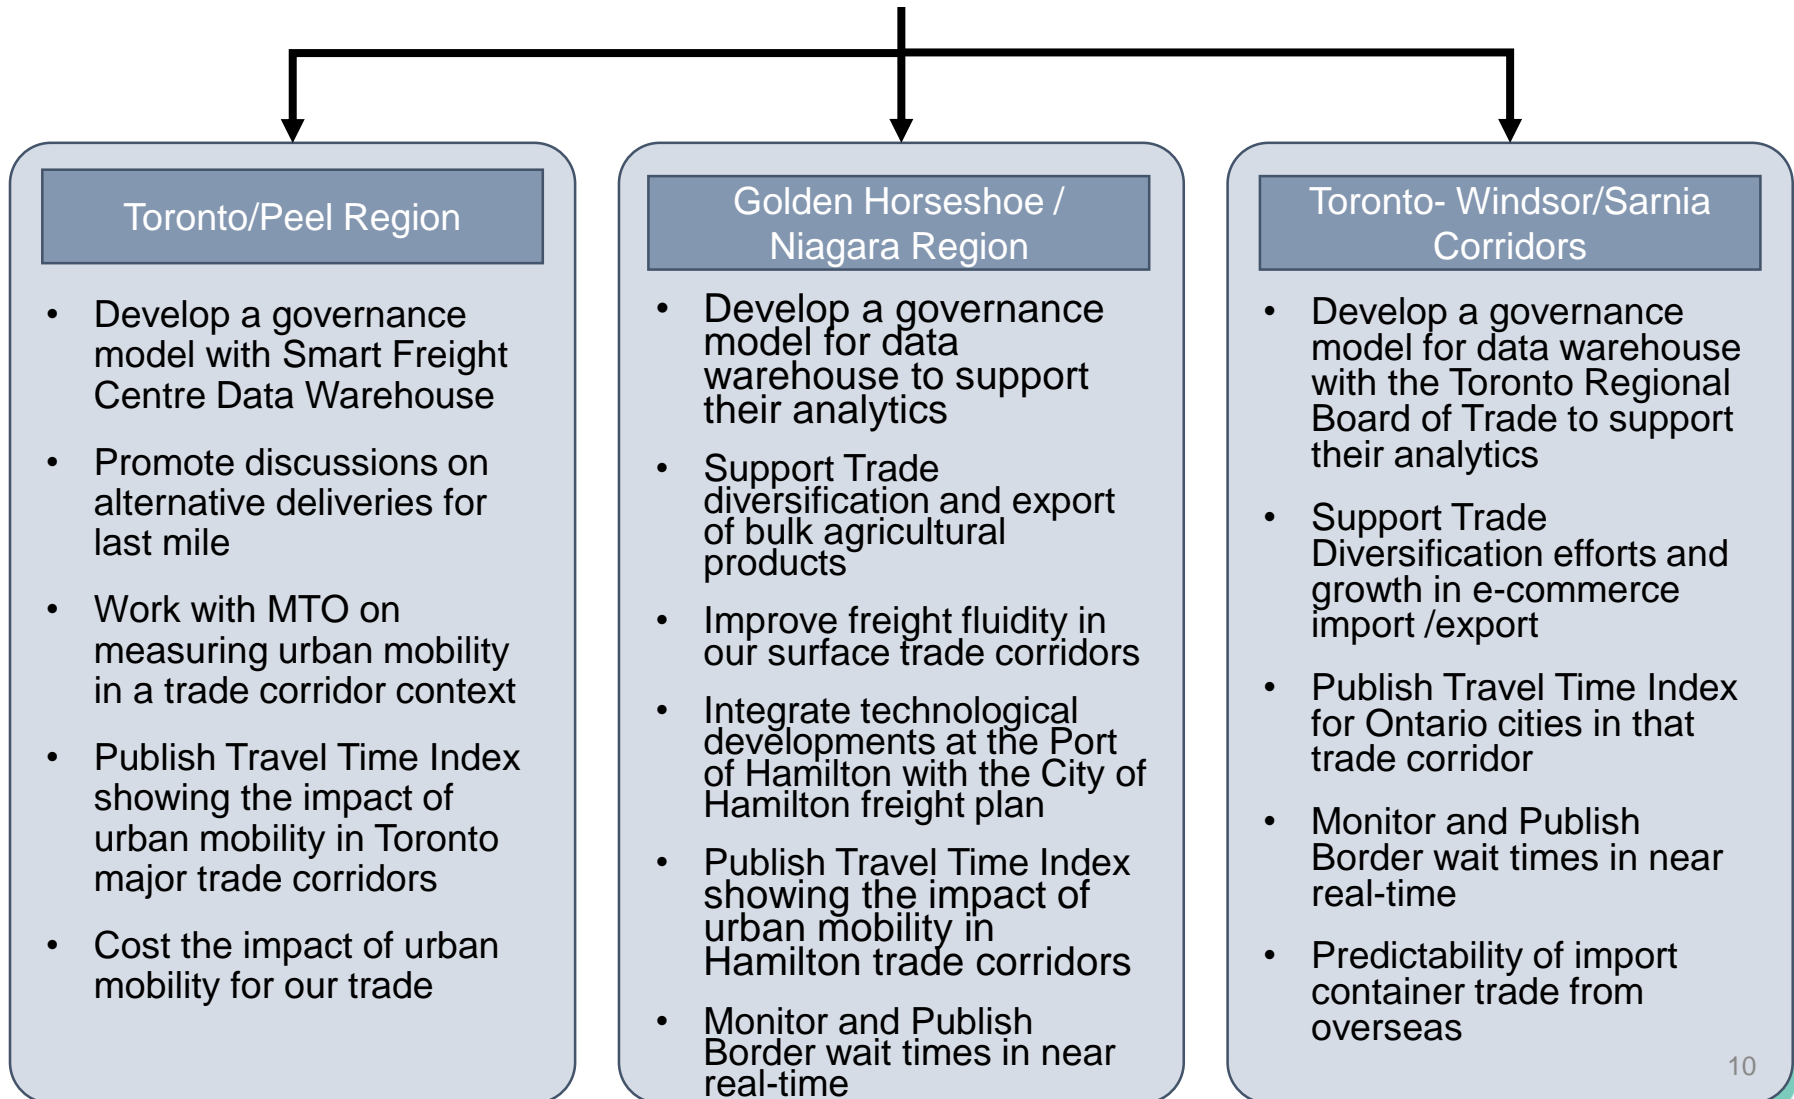 Toronto/Peel Region
• Develop a governance
model with Smart Freight
Centre Data Warehouse
• Promote discussions on
alternative deliveries for
last mile
• Work with MTO on
measuring urban mobility
in a trade corridor context
• Publish Travel Time Index
showing the impact of
urban mobility in Toronto
major trade corridors
• Cost the impact of urban
mobility for our trade
Golden Horseshoe /
Niagara Region
• Develop a governance
model for data
warehouse to support
their analytics
• Support Trade
diversification and export
of bulk agricultural
products
• Improve freight fluidity in
our surface trade corridors
• Integrate technological
developments at the Port
of Hamilton with the City of
Hamilton freight plan
• Publish Travel Time Index
showing the impact of
urban mobility in
Hamilton trade corridors
• Monitor and Publish
Border wait times in near
real-time
Toronto- Windsor/Sarnia
Corridors
• Develop a governance
model for data warehouse
with the Toronto Regional
Board of Trade to support
their analytics
• Support Trade
Diversification efforts and
growth in e-commerce
import /export
• Publish Travel Time Index
for Ontario cities in that
trade corridor
• Monitor and Publish
Border wait times in near
real-time
• Predictability of import
container trade from
overseas
10